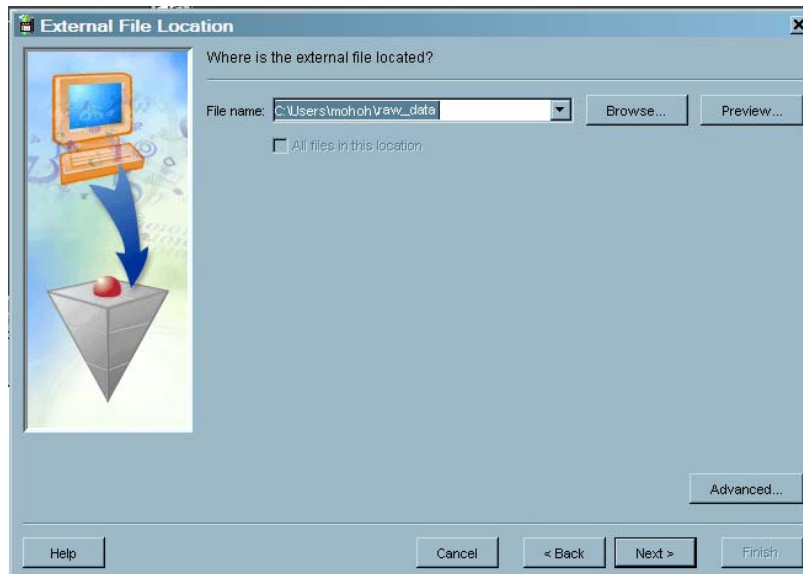 External File Location
Where is the external file located?
File name: C:\Users\mohoh\raw_data
Browse...
Preview...
All files in this location
Advanced...
Help
Cancel
< Back
Next >
Finish